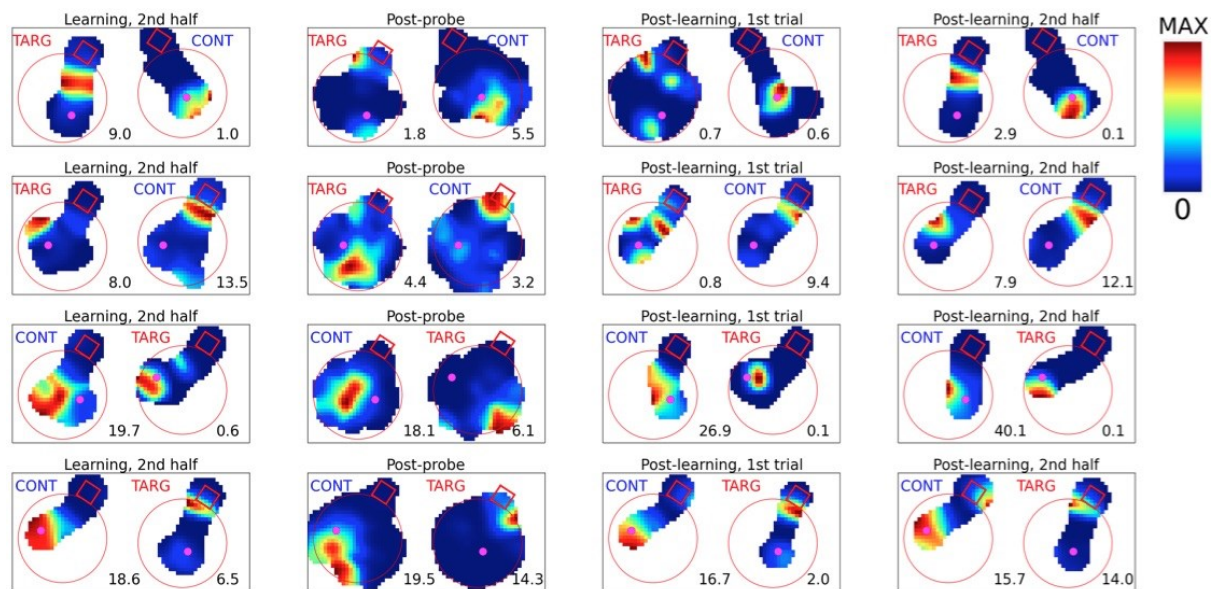 Learning, 2nd half Post-probe Post-learning, 1st trial Post-learning, 2nd half MAX
TARG CONT TARG CONT TARG CONT TARG CONT
9.0 1.0 1.8 5.5 0.7 0.6 2.9 0.1
Learning, 2nd half Post-probe Post-learning, 1st trial Post-learning, 2nd half
TARG CONT TARG CONT TARG CONT TARG CONT 0
8.0 13.5 4.4 3.2 0.8 9.4 7.9 12.1
Learning, 2nd half Post-probe Post-learning, 1st trial Post-learning, 2nd half
CONT TARG CONT TARG CONT TARG CONT TARG
19.7 0.6 18.1 6.1 26.9 0.1 40.1 0.1
Learning, 2nd half Post-probe Post-learning, 1st trial Post-learning, 2nd half
CONT TARG CONT TARG CONT TARG CONT TARG
18.6 6.5 19.5 14.3 16.7 2.0 15.7 14.0